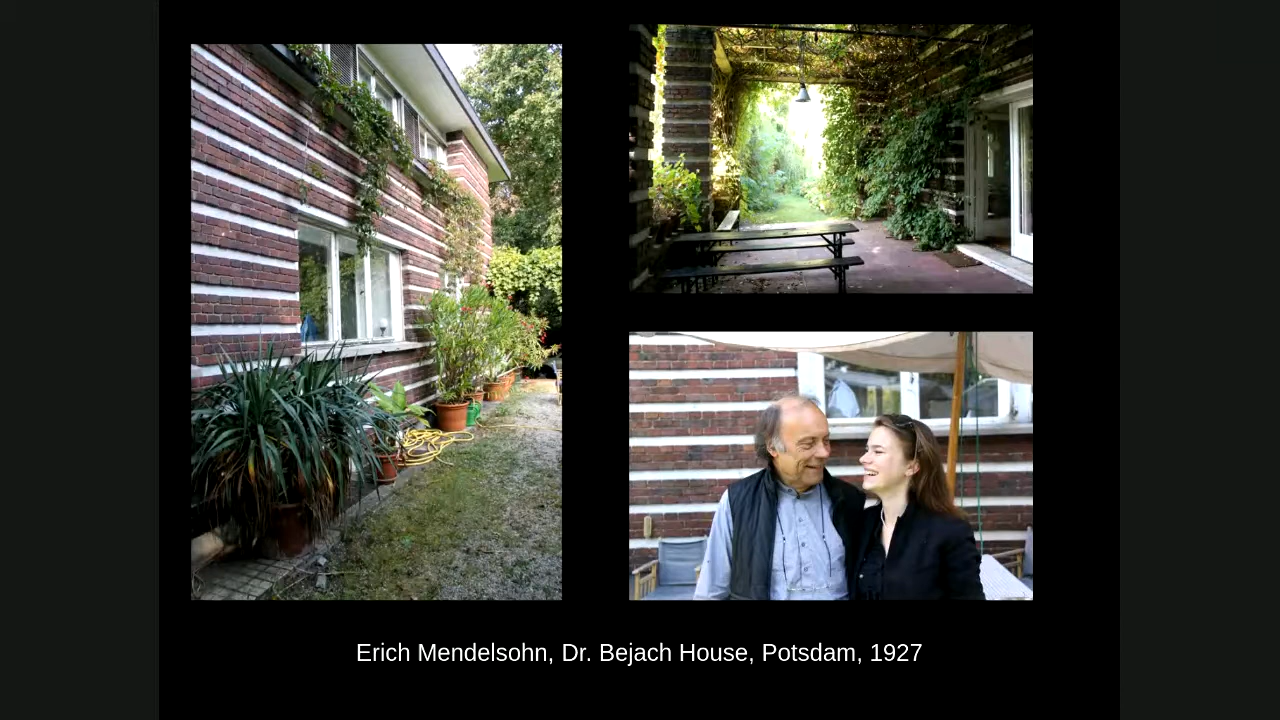 Erich Mendelsohn, Dr. Bejach House, Potsdam, 1927